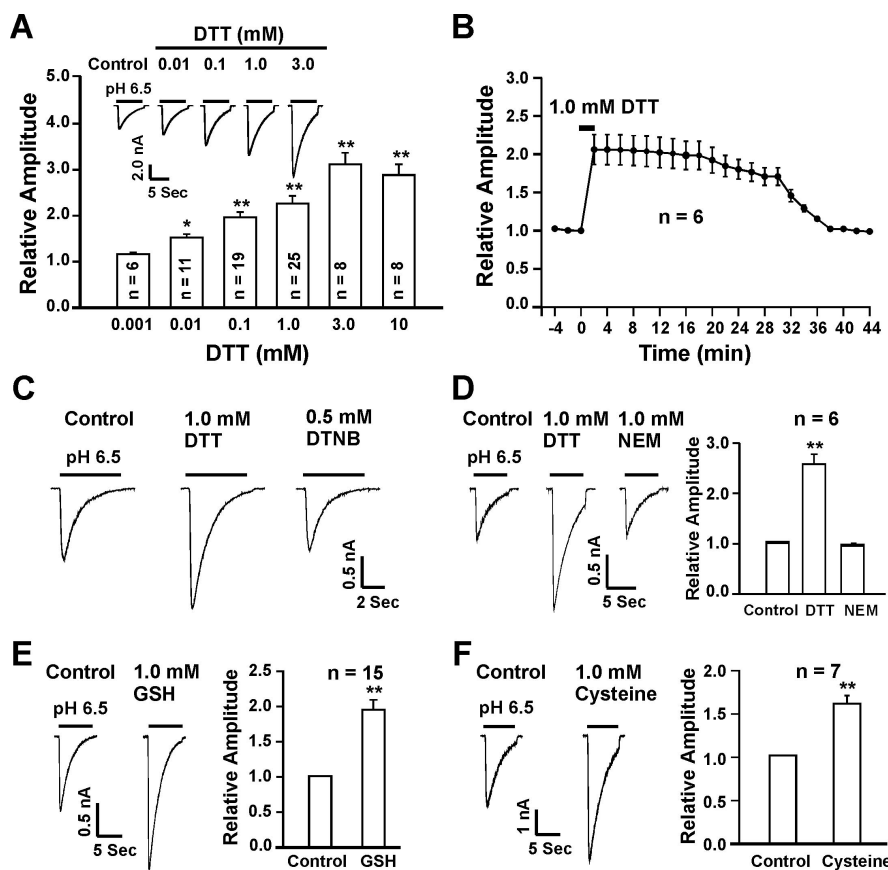 A
DTT (mM)
Control 0.01 0.1 1.0 3.0
pH 6.5
2.0 nA
5 Sec
Relative Amplitude
5.0
4.0
3.0
2.0
1.0
0.0
*
**
**
**
**
n = 6
n = 11
n = 19
n = 25
n = 8
n = 8
0.001 0.01 0.1 1.0 3.0 10
DTT (mM)
B
Relative Amplitude
3.0
2.5
2.0
1.5
1.0
0.5
0.0
1.0 mM DTT
n = 6
-4 0 4 8 12 16 20 24 28 32 36 40 44
Time (min)
C
Control
1.0 mM
DTT
0.5 mM
DTNB
pH 6.5
0.5 nA
2 Sec
D
Control
1.0 mM
DTT
1.0 mM
NEM
pH 6.5
0.5 nA
5 Sec
n = 6
Relative Amplitude
3.0
2.0
1.0
0.0
**
Control DTT NEM
E
Control
1.0 mM
GSH
pH 6.5
0.5 nA
5 Sec
n = 15
Relative Amplitude
2.5
2.0
1.5
1.0
0.5
0.0
**
Control GSH
F
Control
1.0 mM
Cysteine
pH 6.5
1 nA
5 Sec
n = 7
Relative Amplitude
2.0
1.5
1.0
0.5
0.0
**
Control Cysteine